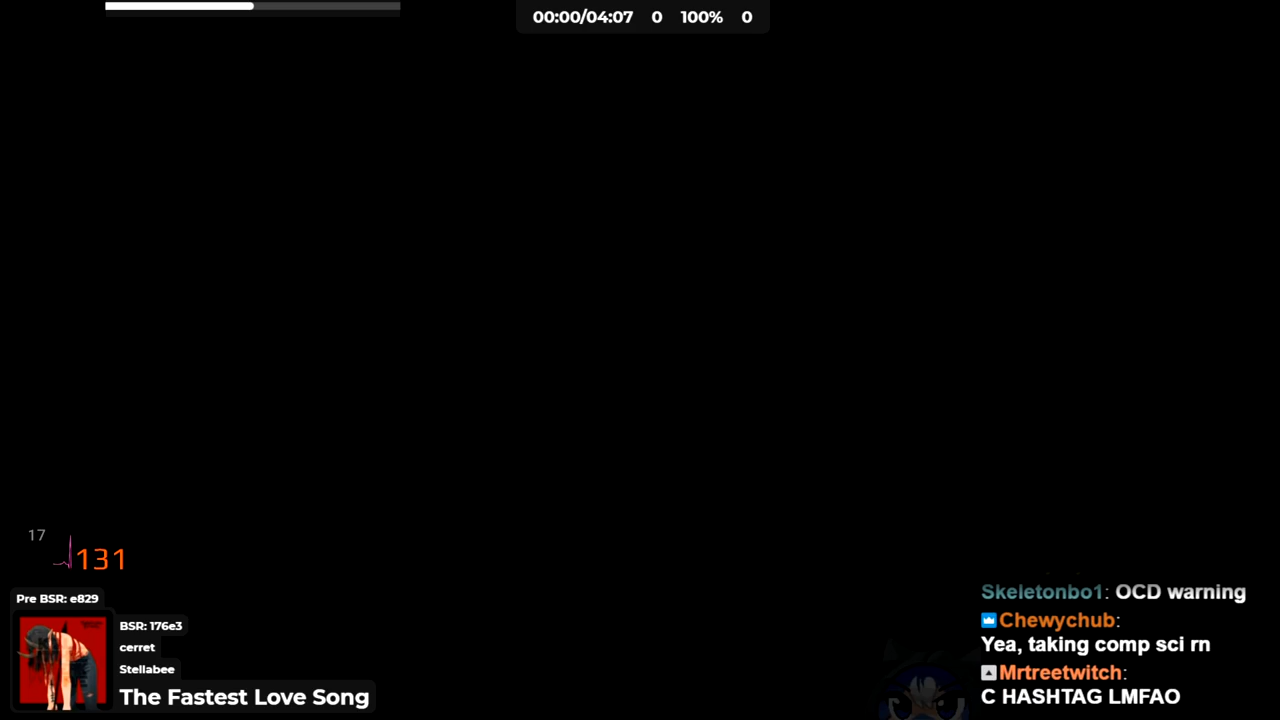 00:00/04:07 0 100% 0
17
131
Pre BSR: e829
BSR: 176e3
cerret
Stellabee
The Fastest Love Song
Skeletonbo1: OCD warning
Chewychub:
Yea, taking comp sci rn
Mrtreetwitch:
C HASHTAG LMFAO